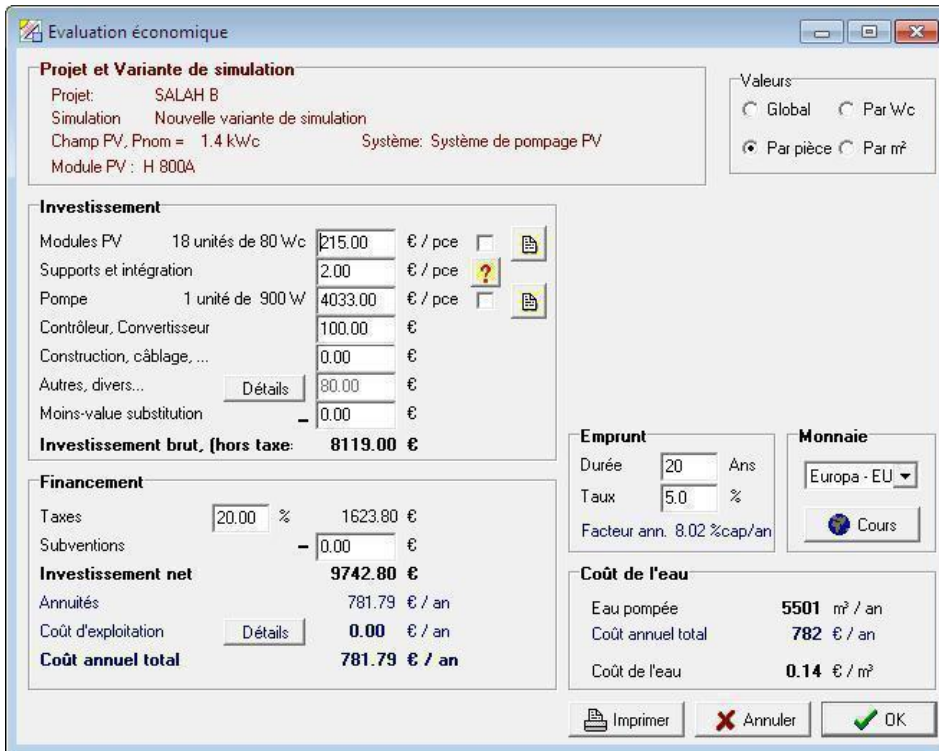 Evaluation économique
Projet et Variante de simulation
Projet: SALAH B
Simulation Nouvelle variante de simulation
Champ PV, Pnom = 1.4 kWc Système: Système de pompage PV
Module PV : H 800A
Valeurs
Global Par Wc
Par pièce Par m²
Investissement
Modules PV 18 unités de 80 Wc 215.00 € / pce
Supports et intégration 2.00 € / pce ?
Pompe 1 unité de 900 W 4033.00 € / pce
Contrôleur, Convertisseur 100.00 €
Construction, câblage, ... 0.00 €
Autres, divers... Détails 80.00 €
Moins-value substitution - 0.00 €
Investissement brut, (hors taxe: 8119.00 €
Financement
Taxes 20.00 % 1623.80 €
Subventions - 0.00 €
Investissement net 9742.80 €
Annuités 781.79 € / an
Coût d'exploitation Détails 0.00 € / an
Coût annuel total 781.79 € / an
Emprunt
Durée 20 Ans
Taux 5.0 %
Facteur ann. 8.02 %cap/an
Monnaie
Europa - EU
Cours
Coût de l'eau
Eau pompée 5501 m³ / an
Coût annuel total 782 € / an
Coût de l'eau 0.14 € / m³
Imprimer Annuler OK